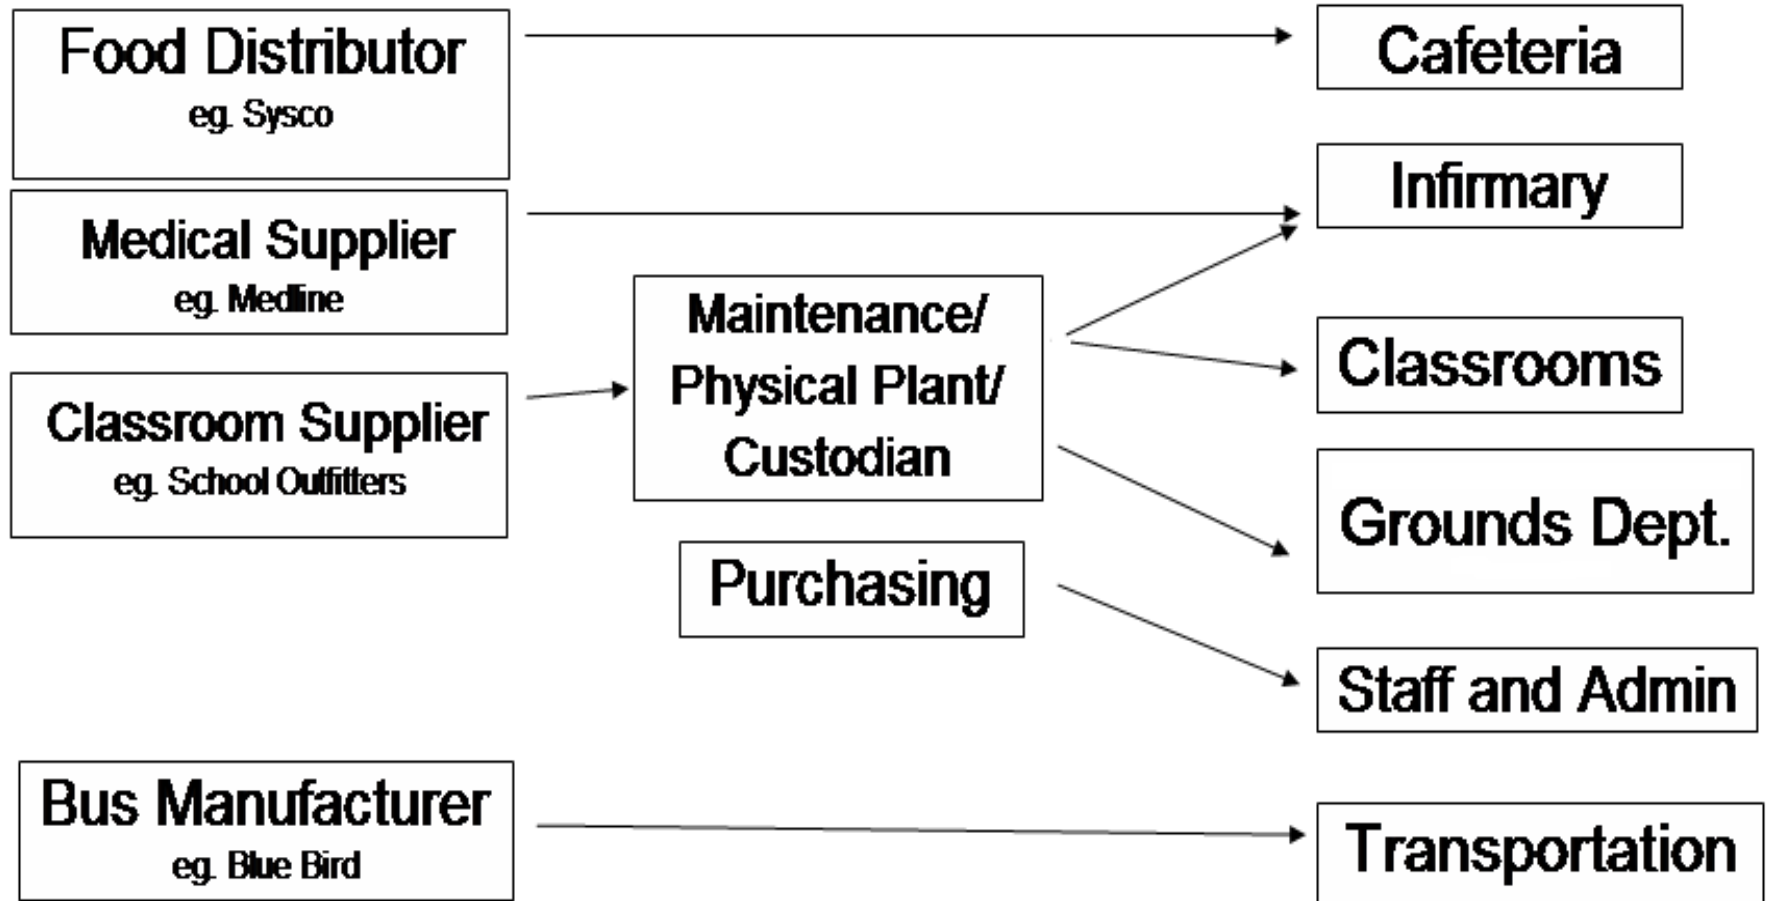 Food Distributor
eg. Sysco
Cafeteria
Medical Supplier
eg. Medline
Infirmary
Classroom Supplier
eg. School Outfitters
Maintenance/
Physical Plant/
Custodian
Classrooms
Grounds Dept.
Purchasing
Staff and Admin
Bus Manufacturer
eg. Blue Bird
Transportation